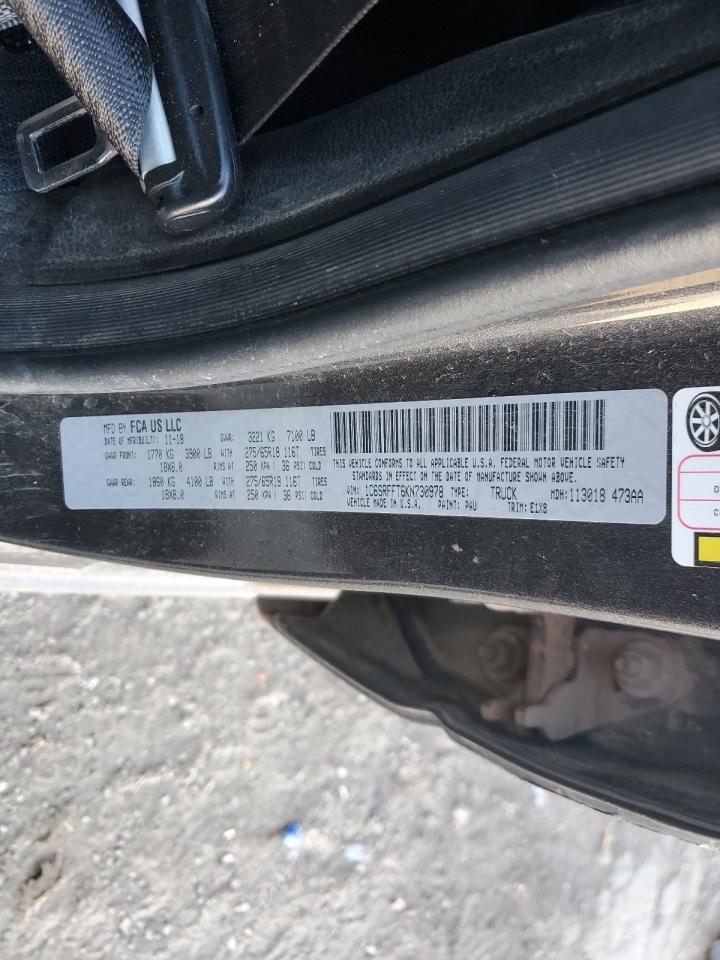 MFD BY FCA US LLC
DATE OF MFR(BUILT): 11-18 GVWR: 3221 KG 7100 LB
GAWR FRONT: 1770 KG 3900 LB WITH 275/65R18 116T TIRES
18X8.0 RIMS AT 250 KPA ( 36 PSI) COLD
GAWR REAR: 1860 KG 4100 LB WITH 275/65R18 116T TIRES
18X8.0 RIMS AT 250 KPA ( 36 PSI) COLD
THIS VEHICLE CONFORMS TO ALL APPLICABLE U.S.A. FEDERAL MOTOR VEHICLE SAFETY
STANDARDS IN EFFECT ON THE DATE OF MANUFACTURE SHOWN ABOVE.
VIN: 1C6SRFFT6KN730978 TYPE: TRUCK MDH:113018 473AA
VEHICLE MADE IN U.S.A. PAINT: PAU TRIM: E1X8